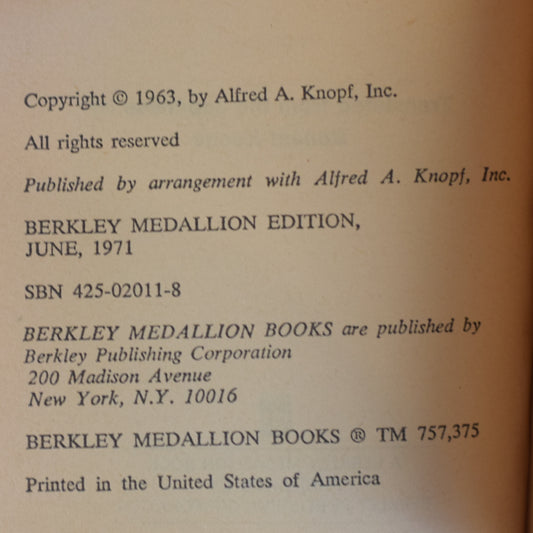 Copyright © 1963, by Alfred A. Knopf, Inc.
All rights reserved
Published by arrangement with Alfred A. Knopf, Inc.
BERKLEY MEDALLION EDITION,
JUNE, 1971
SBN 425-02011-8
BERKLEY MEDALLION BOOKS are published by
Berkley Publishing Corporation
200 Madison Avenue
New York, N.Y. 10016
BERKLEY MEDALLION BOOKS ® TM 757,375
Printed in the United States of America